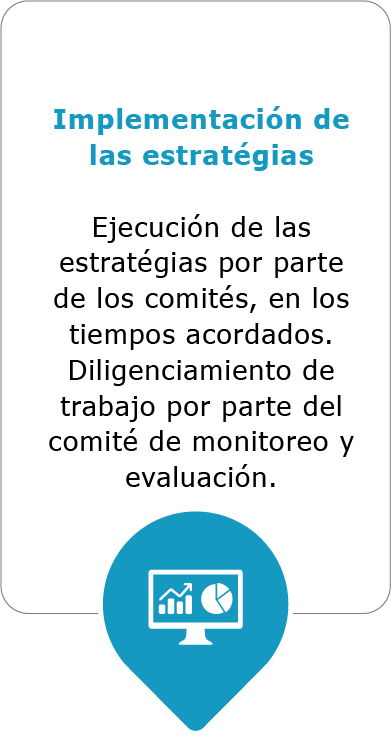 Implementación de
las estratégias
Ejecución de las
estratégias por parte
de los comités, en los
tiempos acordados.
Diligenciamiento de
trabajo por parte del
comité de monitoreo y
evaluación.